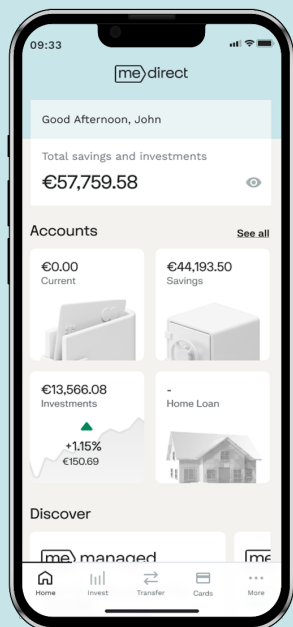 09:33
me direct
Good Afternoon, John
Total savings and investments
€57,759.58
Accounts
See all
€0.00
Current
€44,193.50
Savings
€13,566.08
Investments
+1.15%
€150.69
-
Home Loan
Discover
me managed
me
Home
Invest
Transfer
Cards
More